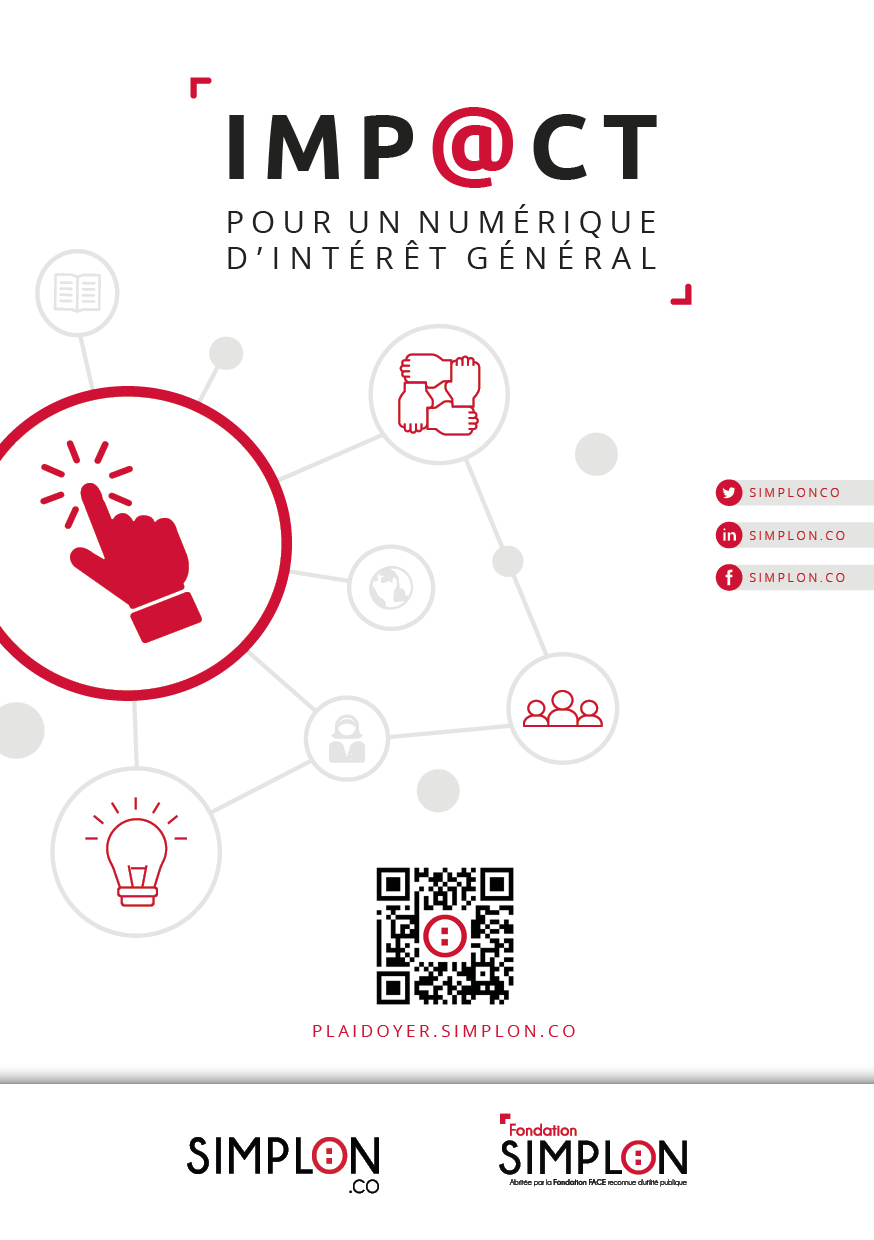 IMP@CT
POUR UN NUMÉRIQUE
D'INTÉRÊT GÉNÉRAL
SIMPLONCO
SIMPLON.CO
SIMPLON.CO
PLAIDOYER.SIMPLON.CO
SIMPLON
.CO
Fondation
SIMPLON
Abritée par la Fondation FACE reconnue d'utilité publique